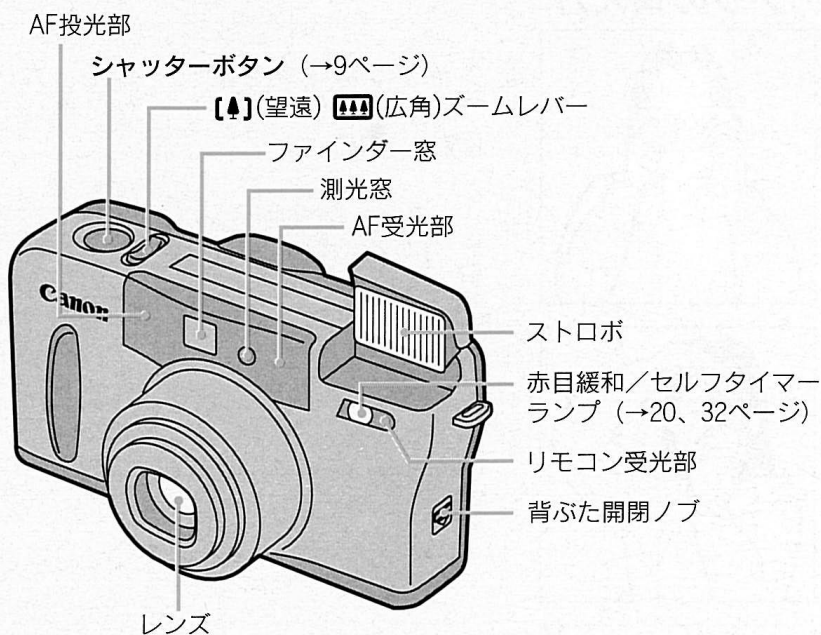 AF投光部
シャッターボタン（→9ページ）
[](望遠) (広角)ズームレバー
ファインダー窓
測光窓
AF受光部
Canon
ストロボ
赤目緩和／セルフタイマー
ランプ（→20、32ページ）
リモコン受光部
背ぶた開閉ノブ
レンズ